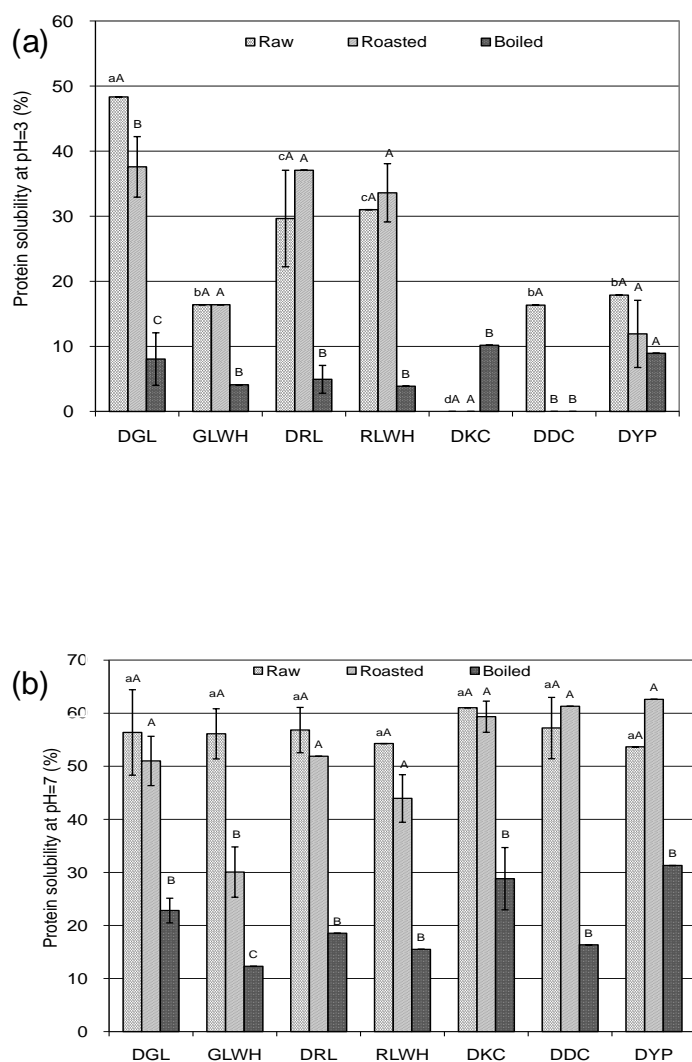 (a)
60
Raw Roasted Boiled
aA
50
B
40
cA A cA A
30
20
bA A bA bA A
C B A
10
B B B
dA A B B
0
DGL GLWH DRL RLWH DKC DDC DYP
Protein solubility at pH=3 (%)
(b)
70
Raw Roasted Boiled
aA A aA aA A aA A aA A aA A aA A
60
50
40
B
30
B B B
20
C B B B
10
0
DGL GLWH DRL RLWH DKC DDC DYP
Protein solubility at pH=7 (%)